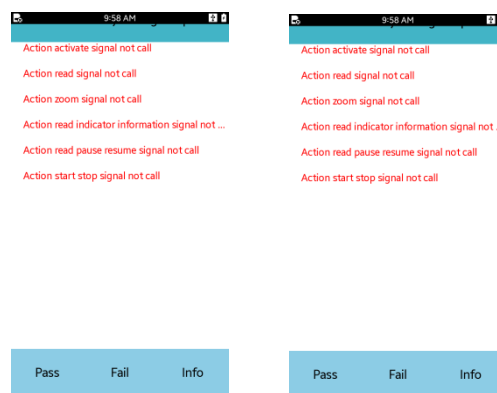 9:58 AM
Action activate signal not call
Action read signal not call
Action zoom signal not call
Action read indicator information signal not ...
Action read pause resume signal not call
Action start stop signal not call
Pass Fail Info
9:58 AM
Action activate signal not call
Action read signal not call
Action zoom signal not call
Action read indicator information signal not .
Action read pause resume signal not call
Action start stop signal not call
Pass Fail Info